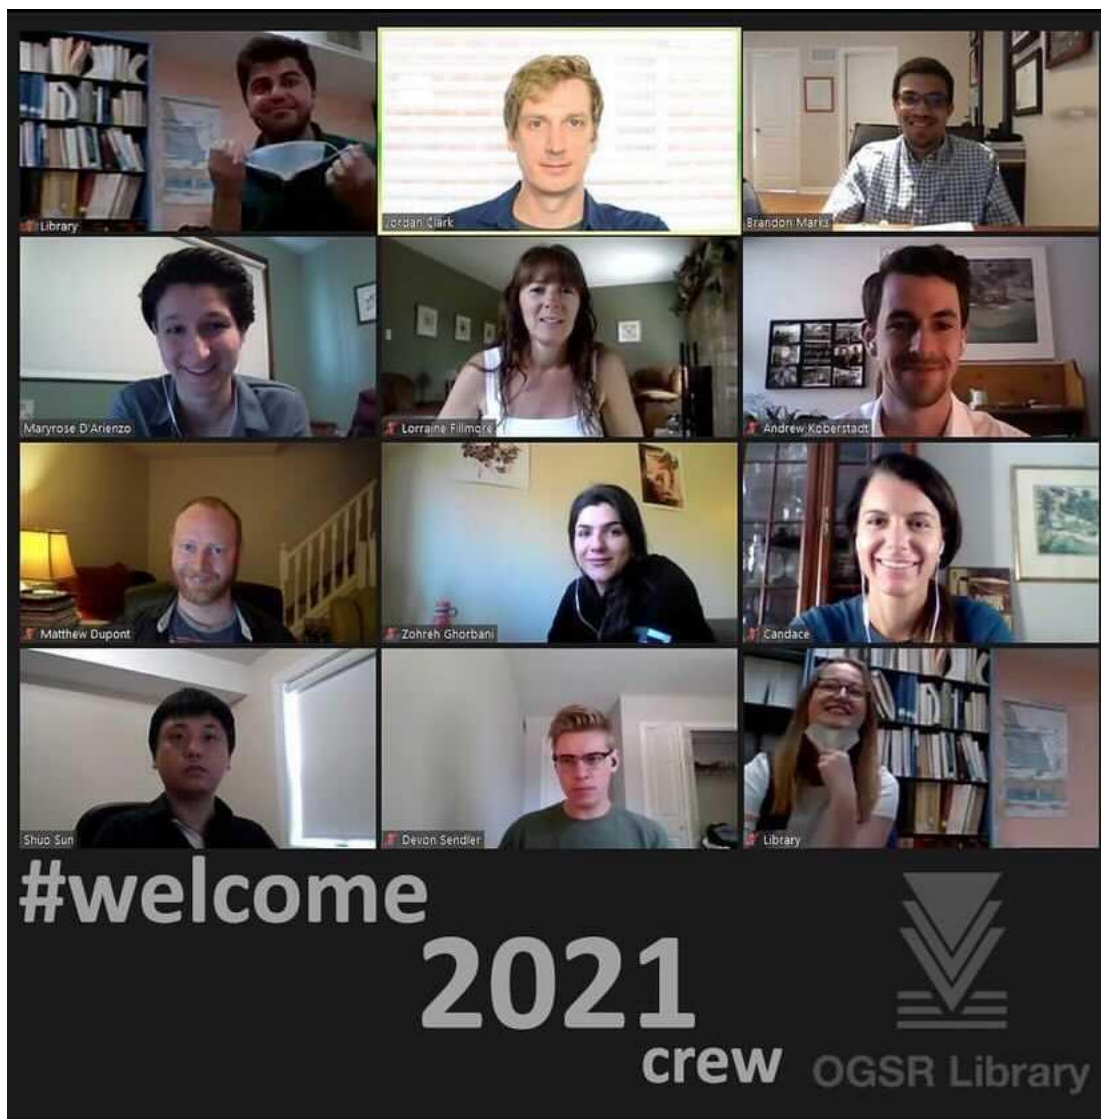 Library
Jordan Clark
Brandon Marks
Maryrose D'Arienzo
Lorraine Fillmore
Andrew Koberstadt
Matthew Dupont
Zohreh Ghorbani
Candace
Shuo Sun
Devon Sendler
Library
#welcome
2021
crew
OGSR Library